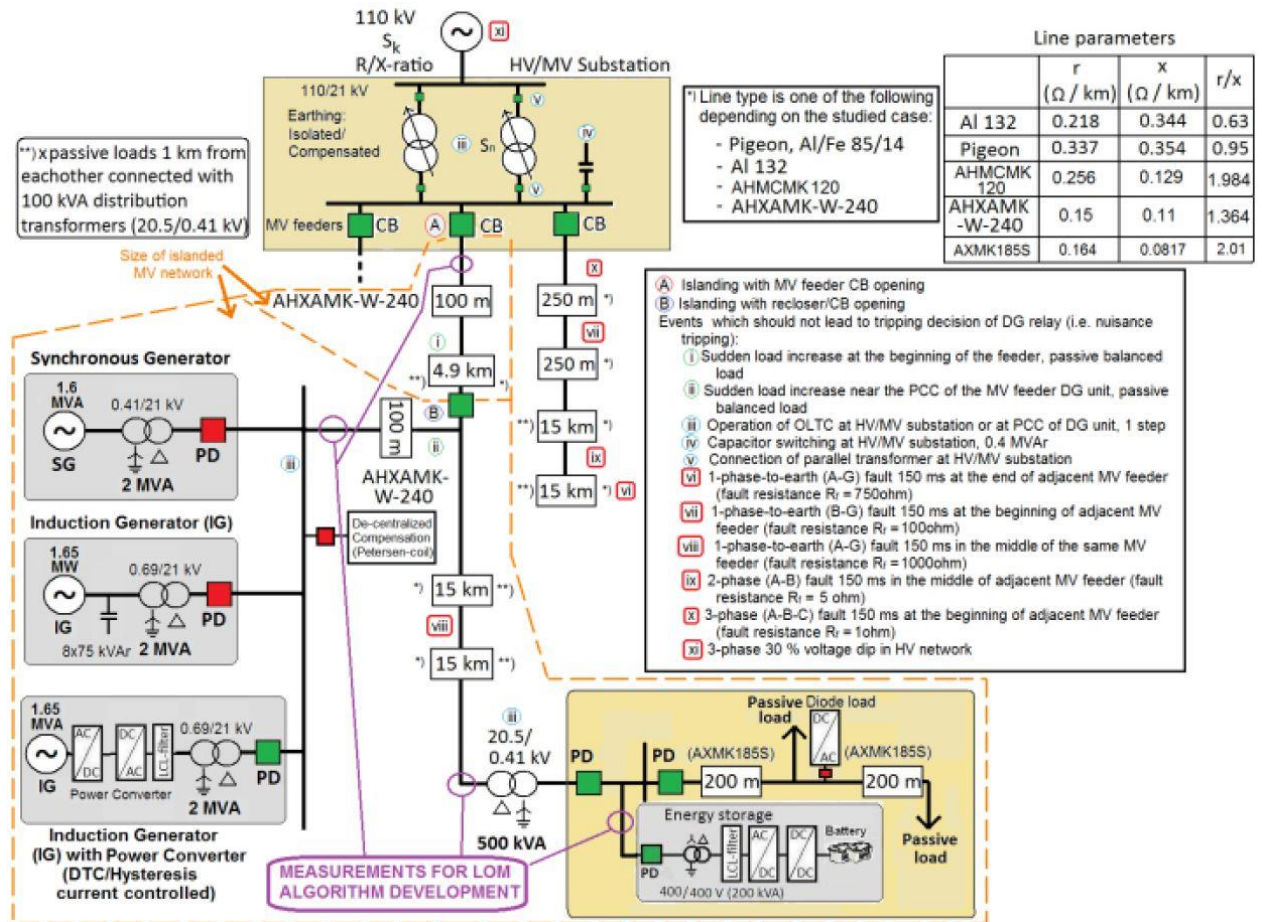 110 kV
Sk
R/X-ratio
xi
HV/MV Substation
110/21 kV
Earthing:
Isolated/
Compensated
v
iii
Sn
v
iv
MV feeders
CB
A
CB
CB
**) x passive loads 1 km from
eachother connected with
100 kVA distribution
transformers (20.5/0.41 kV)
*) Line type is one of the following
depending on the studied case:
- Pigeon, Al/Fe 85/14
- Al 132
- AHMCMK120
- AHXAMK-W-240
Line parameters
r (Ω / km) x (Ω / km) r/x
Al 132 0.218 0.344 0.63
Pigeon 0.337 0.354 0.95
AHMCMK 120 0.256 0.129 1.984
AHXAMK -W-240 0.15 0.11 1.364
AXMK185S 0.164 0.0817 2.01
Size of islanded
MV network
AHXAMK-W-240
100 m
i
**) 4.9 km *)
B
100 m
ii
AHXAMK-
W-240
x
250 m *)
vii
250 m *)
**) 15 km *)
ix
**) 15 km *) vi
A Islanding with MV feeder CB opening
B Islanding with recloser/CB opening
Events which should not lead to tripping decision of DG relay (i.e. nuisance
tripping):
i Sudden load increase at the beginning of the feeder, passive balanced
load
ii Sudden load increase near the PCC of the MV feeder DG unit, passive
balanced load
iii Operation of OLTC at HV/MV substation or at PCC of DG unit, 1 step
iv Capacitor switching at HV/MV substation, 0.4 MVAr
v Connection of parallel transformer at HV/MV substation
vi 1-phase-to-earth (A-G) fault 150 ms at the end of adjacent MV feeder
(fault resistance Rf = 750ohm)
vii 1-phase-to-earth (B-G) fault 150 ms at the beginning of adjacent MV
feeder (fault resistance Rf = 100ohm)
viii 1-phase-to-earth (A-G) fault 150 ms in the middle of the same MV
feeder (fault resistance Rf = 1000ohm)
ix 2-phase (A-B) fault 150 ms in the middle of adjacent MV feeder (fault
resistance Rf = 5 ohm)
x 3-phase (A-B-C) fault 150 ms at the beginning of adjacent MV feeder
(fault resistance Rf = 1ohm)
xi 3-phase 30 % voltage dip in HV network
Synchronous Generator
1.6
MVA
0.41/21 kV
SG
PD
2 MVA
iii
Induction Generator (IG)
1.65
MW
0.69/21 kV
IG
PD
8x75 kVAr
2 MVA
De-centralized
Compensation
(Petersen-coil)
*) 15 km **)
viii
*) 15 km **)
1.65
MVA
AC/DC
DC/AC
LCL-filter
0.69/21 kV
IG
Power Converter
PD
2 MVA
Induction Generator
(IG) with Power Converter
(DTC/Hysteresis
current controlled)
iii
20.5/
0.41 kV
500 kVA
MEASUREMENTS FOR LOM
ALGORITHM DEVELOPMENT
PD
PD
(AXMK185S)
200 m
Passive
load
Diode load
DC/AC
(AXMK185S)
200 m
Passive
load
Energy storage
PD
LCL-filter
AC/DC
DC/DC
Battery
400/400 V (200 kVA)